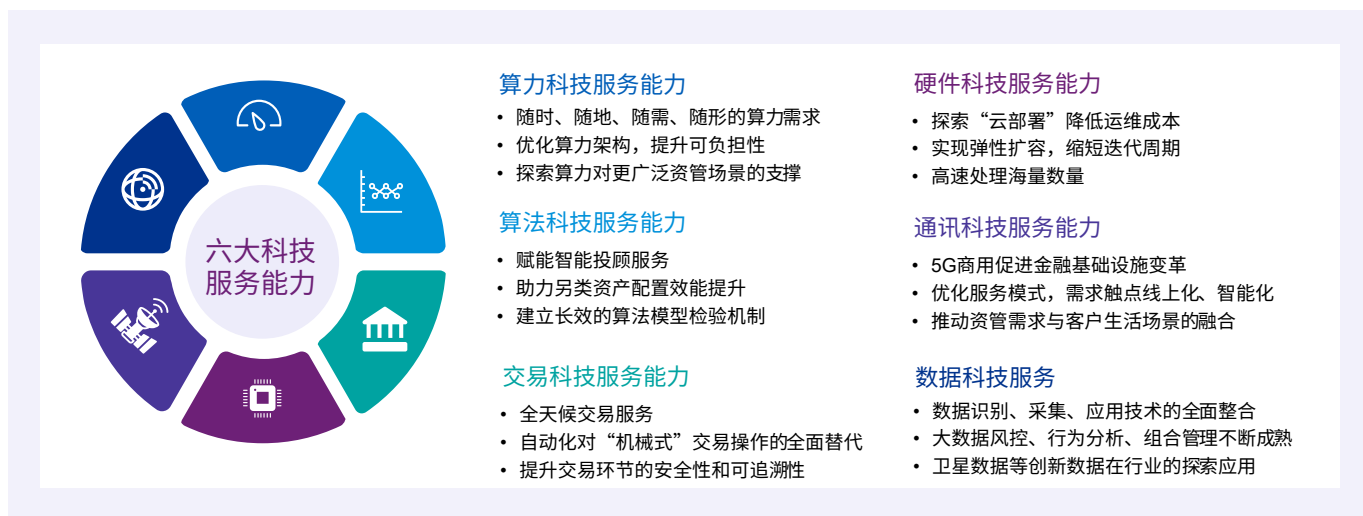 六大科技
服务能力
算力科技服务能力
• 随时、随地、随需、随形的算力需求
• 优化算力架构，提升可负担性
• 探索算力对更广泛资管场景的支撑
算法科技服务能力
• 赋能智能投顾服务
• 助力另类资产配置效能提升
• 建立长效的算法模型检验机制
交易科技服务能力
• 全天候交易服务
• 自动化对“机械式”交易操作的全面替代
• 提升交易环节的安全性和可追溯性
硬件科技服务能力
• 探索“云部署”降低运维成本
• 实现弹性扩容，缩短迭代周期
• 高速处理海量数量
通讯科技服务能力
• 5G商用促进金融基础设施变革
• 优化服务模式，需求触点线上化、智能化
• 推动资管需求与客户生活场景的融合
数据科技服务
• 数据识别、采集、应用技术的全面整合
• 大数据风控、行为分析、组合管理不断成熟
• 卫星数据等创新数据在行业的探索应用